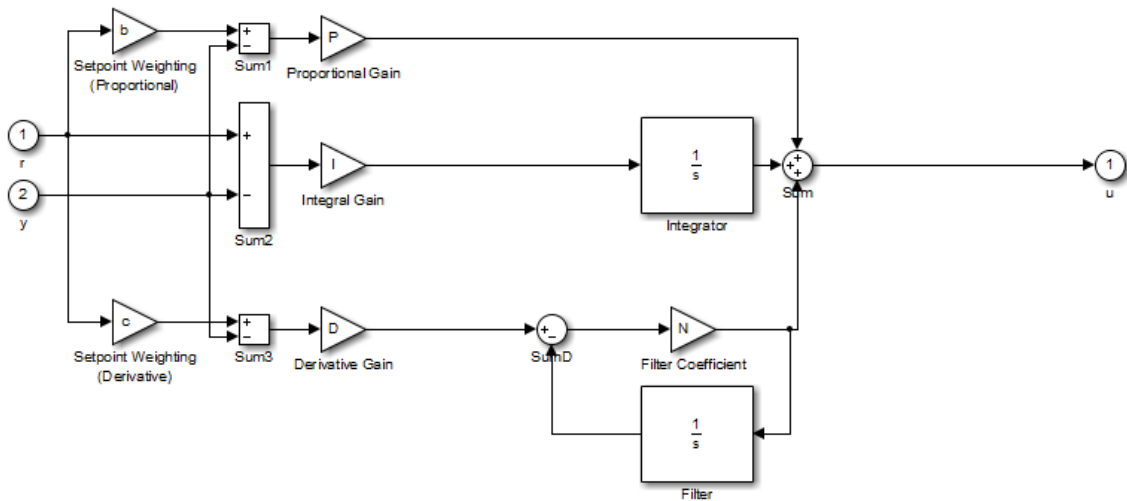 b
+
−
Sum1
P
Setpoint Weighting
(Proportional)
Proportional Gain
1
r
2
y
+
−
Sum2
I
Integral Gain
1
s
Integrator
+
+
+
Sum
1
u
c
Setpoint Weighting
(Derivative)
+
−
Sum3
D
Derivative Gain
+
−
SumD
N
Filter Coefficient
1
s
Filter